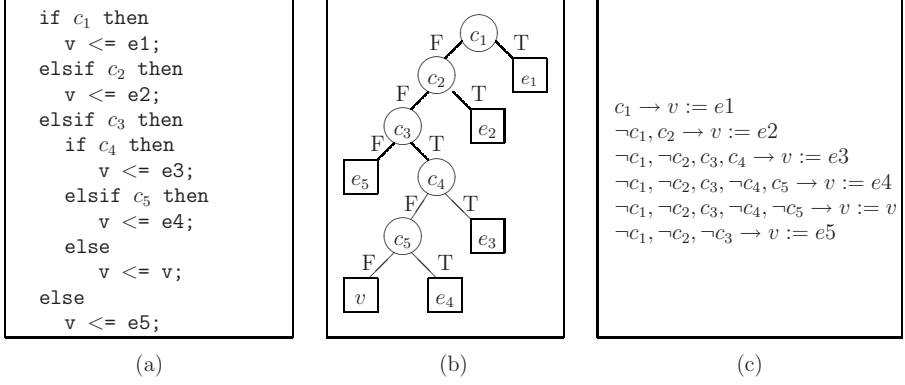 if c₁ then
v <= e1;
elsif c₂ then
v <= e2;
elsif c₃ then
if c₄ then
v <= e3;
elsif c₅ then
v <= e4;
else
v <= v;
else
v <= e5;
(a)
c₁
F T
c₂ e₁
F T
c₃ e₂
F T
e₅ c₄
F T
c₅ e₃
F T
v e₄
(b)
c₁ → v := e1
¬c₁, c₂ → v := e2
¬c₁, ¬c₂, c₃, c₄ → v := e3
¬c₁, ¬c₂, c₃, ¬c₄, c₅ → v := e4
¬c₁, ¬c₂, c₃, ¬c₄, ¬c₅ → v := v
¬c₁, ¬c₂, ¬c₃ → v := e5
(c)